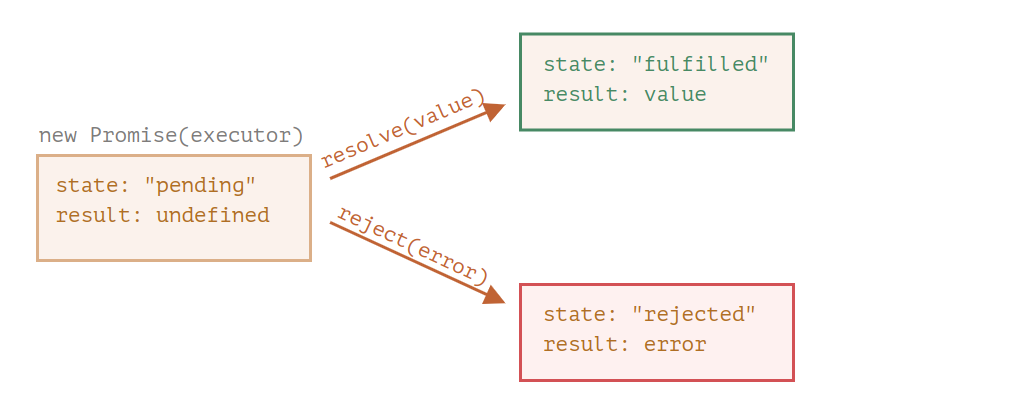 new Promise(executor)
state: "pending"
result: undefined
resolve(value)
reject(error)
state: "fulfilled"
result: value
state: "rejected"
result: error